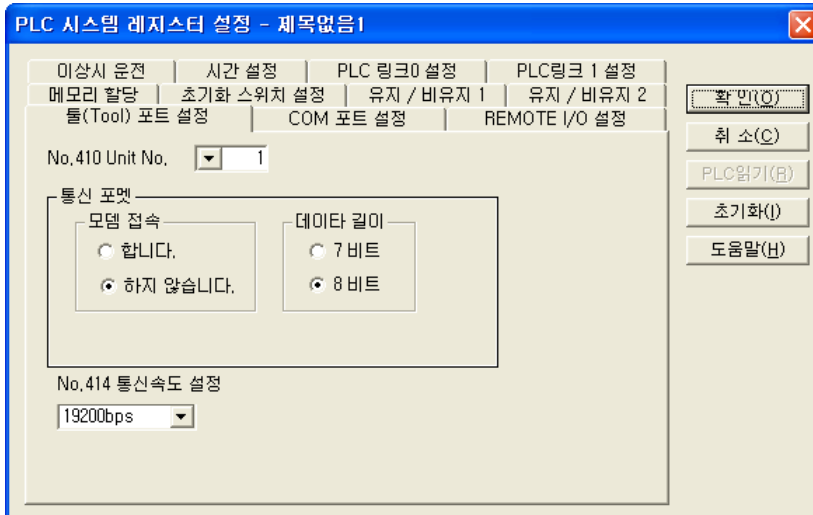 PLC 시스템 레지스터 설정 - 제목없음1
이상시 운전 시간 설정 PLC 링크0 설정 PLC링크 1 설정
메모리 할당 초기화 스위치 설정 유지 / 비유지 1 유지 / 비유지 2
툴(Tool) 포트 설정 COM 포트 설정 REMOTE I/O 설정
No.410 Unit No. 1
통신 포멧
모뎀 접속 데이타 길이
합니다. 7 비트
하지 않습니다. 8 비트
No.414 통신속도 설정
19200bps
확 인(O)
취 소(C)
PLC읽기(R)
초기화(I)
도움말(H)